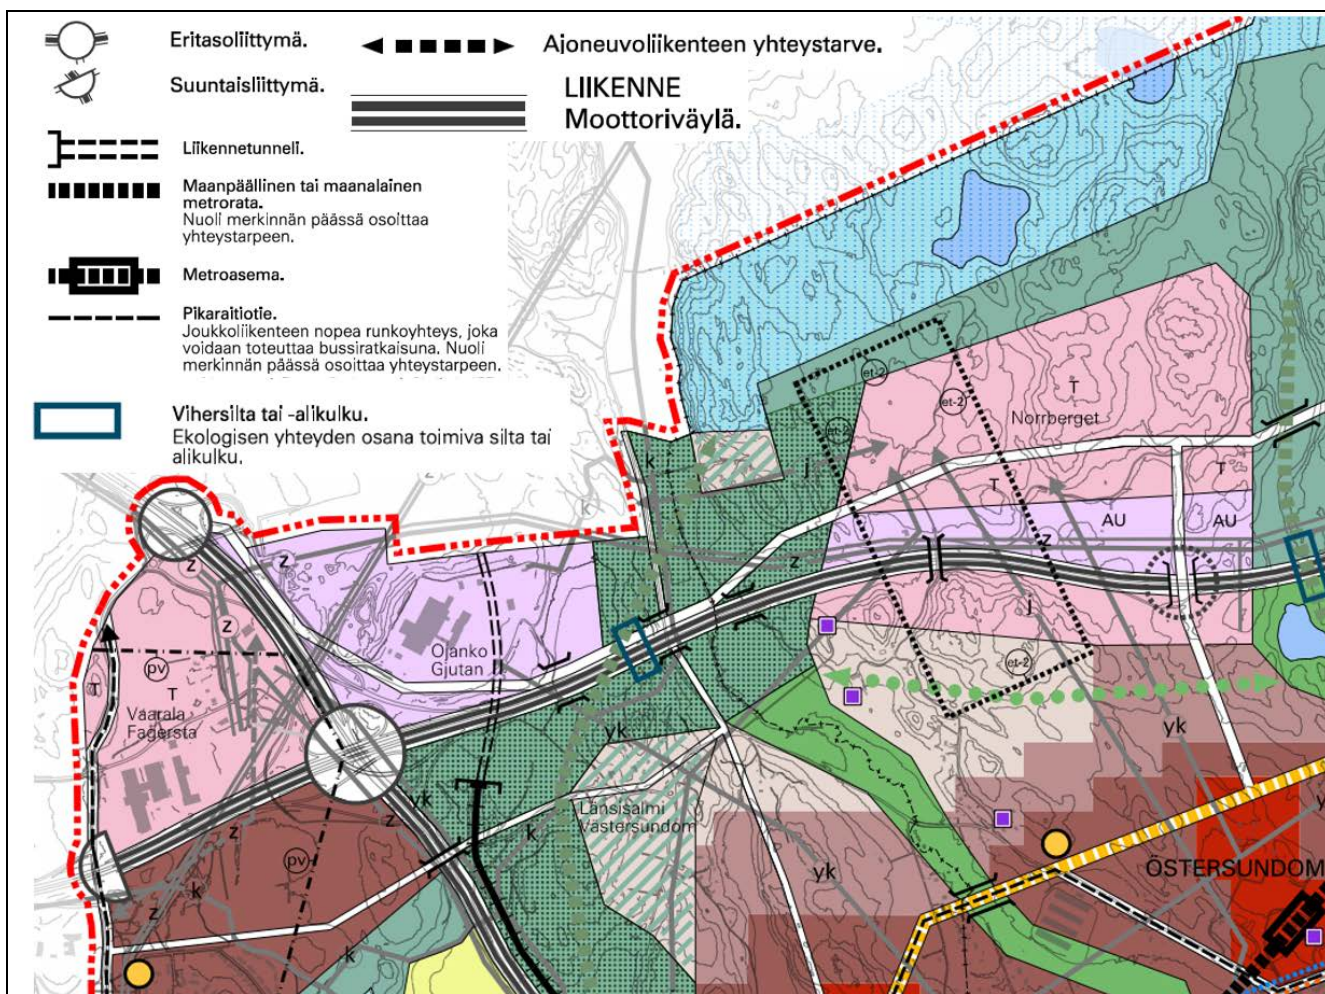 Eritasoliittymä.
Ajoneuvoliikenteen yhteystarve.
Suuntaisliittymä.
LIIKENNE
Moottoriväylä.
Liikennetunneli.
Maanpäällinen tai maanalainen
metrorata.
Nuoli merkinnän päässä osoittaa
yhteystarpeen.
Metroasema.
Pikaraitiotie.
Joukkoliikenteen nopea runkoyhteys, joka
voidaan toteuttaa bussiratkaisuna. Nuoli
merkinnän päässä osoittaa yhteystarpeen.
Vihersilta tai -alikulku.
Ekologisen yhteyden osana toimiva silta tai
alikulku.
et-2
et-2
T
Norrberget
k
j
z
T
T
k
AU
AU
z
z
z
z
z
j
Ojanko
Gjutan
pv
T
T
et-2
Vaarala
Fagersta
yk
yk
yk
z
Länsisalmi
Västersundom
z
k
pv
yk
ÖSTERSUNDOM
k
z
k